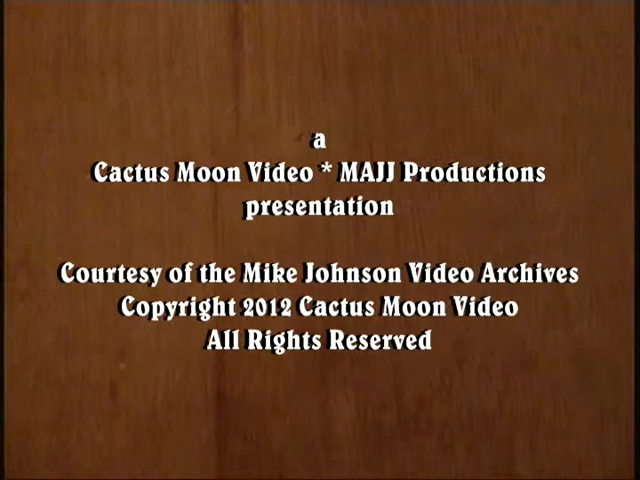 a
Cactus Moon Video * MAJJ Productions
presentation
Courtesy of the Mike Johnson Video Archives
Copyright 2012 Cactus Moon Video
All Rights Reserved